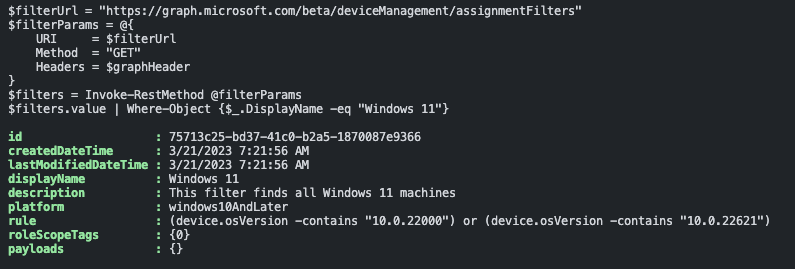 $filterUrl = "https://graph.microsoft.com/beta/deviceManagement/assignmentFilters"
$filterParams = @{
    URI     = $filterUrl
    Method  = "GET"
    Headers = $graphHeader
}
$filters = Invoke-RestMethod @filterParams
$filters.value | Where-Object {$_.DisplayName -eq "Windows 11"}

id                   : 75713c25-bd37-41c0-b2a5-1870087e9366
createdDateTime      : 3/21/2023 7:21:56 AM
lastModifiedDateTime : 3/21/2023 7:21:56 AM
displayName          : Windows 11
description          : This filter finds all Windows 11 machines
platform             : windows10AndLater
rule                 : (device.osVersion -contains "10.0.22000") or (device.osVersion -contains "10.0.22621")
roleScopeTags        : {0}
payloads             : {}